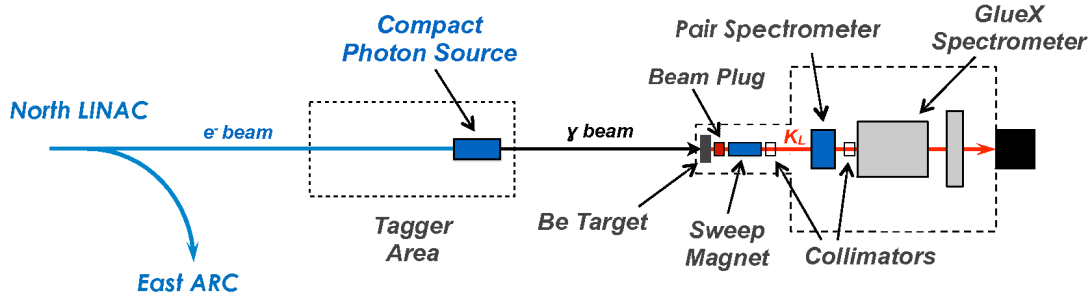 Compact
Photon Source
GlueX
Spectrometer
Pair Spectrometer
Beam Plug
North LINAC
e- beam
γ beam
KL
Be Target
Sweep
Magnet
Collimators
Tagger
Area
East ARC